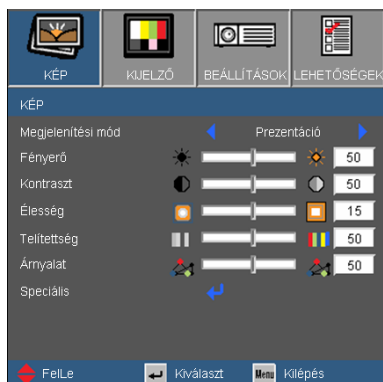 KÉP KIJELZŐ BEÁLLÍTÁSOK LEHETŐSÉGEK
KÉP
Megjelenítési mód Prezentáció
Fényerő 50
Kontraszt 50
Élesség 15
Telítettség 50
Árnyalat 50
Speciális
FelLe Kiválaszt Menu Kilépés